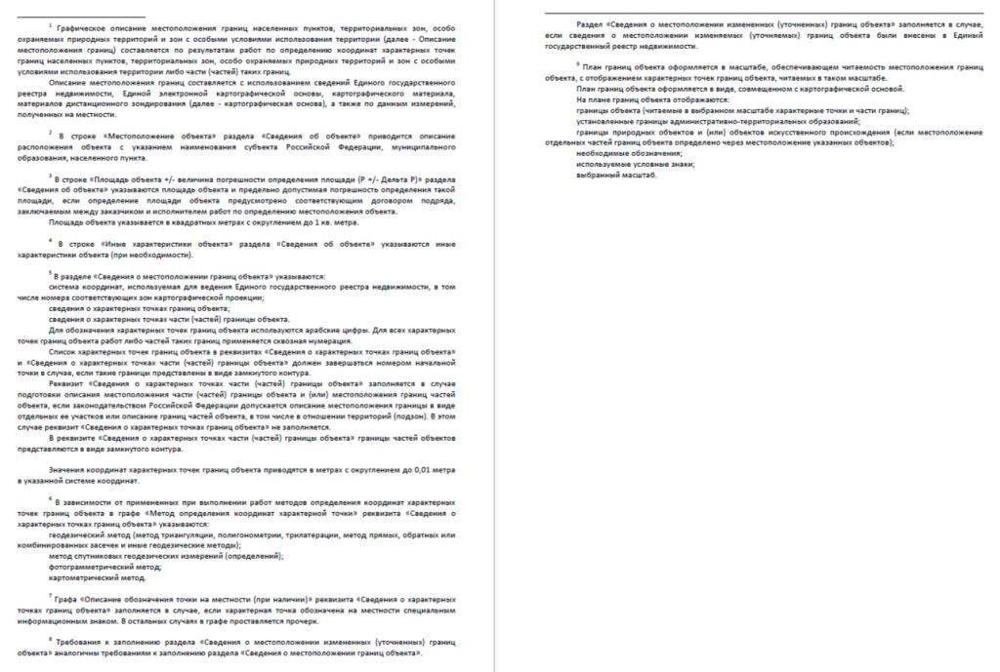 1 Графическое описание местоположения границ населенных пунктов, территориальных зон, особо
охраняемых природных территорий и зон с особыми условиями использования территории (далее - Описание
местоположения границ) составляется по результатам работ по определению координат характерных точек
границ населенных пунктов, территориальных зон, особо охраняемых природных территорий и зон с особыми
условиями использования территории либо части (частей) таких границ.
Описание местоположения границ составляется с использованием сведений Единого государственного
реестра недвижимости, Единой электронной картографической основы, картографического материала,
материалов дистанционного зондирования (далее - картографическая основа), а также по данным измерений,
полученных на местности.
2 В строке «Местоположение объекта» раздела «Сведения об объекте» приводится описание
расположения объекта с указанием наименования субъекта Российской Федерации, муниципального
образования, населенного пункта.
3 В строке «Площадь объекта +/- величина погрешности определения площади (P +/- Дельта P)» раздела
«Сведения об объекте» указываются площадь объекта и предельно допустимая погрешность определения такой
площади, если определение площади объекта предусмотрено соответствующим договором подряда,
заключаемым между заказчиком и исполнителем работ по определению местоположения объекта.
Площадь объекта указывается в квадратных метрах с округлением до 1 кв. метра.
4 В строке «Иные характеристики объекта» раздела «Сведения об объекте» указываются иные
характеристики объекта (при необходимости).
5 В разделе «Сведения о местоположении границ объекта» указываются:
система координат, используемая для ведения Единого государственного реестра недвижимости, в том
числе номера соответствующих зон картографической проекции;
сведения о характерных точках границ объекта;
сведения о характерных точках части (частей) границы объекта.
Для обозначения характерных точек границ объекта используются арабские цифры. Для всех характерных
точек границ объекта работ либо частей таких границ применяется сквозная нумерация.
Список характерных точек границ объекта в реквизитах «Сведения о характерных точках границ объекта»
и «Сведения о характерных точках части (частей) границы объекта» должен завершаться номером начальной
точки в случае, если такие границы представлены в виде замкнутого контура.
Реквизит «Сведения о характерных точках части (частей) границы объекта» заполняется в случае
подготовки описания местоположения части (частей) границы объекта и (или) местоположения границ частей
объекта, если законодательством Российской Федерации допускается описание местоположения границы в виде
отдельных ее участков или описание границ частей объекта, в том числе в отношении территорий (подзон). В этом
случае реквизит «Сведения о характерных точках границ объекта» не заполняется.
В реквизите «Сведения о характерных точках части (частей) границы объекта» границы частей объектов
представляются в виде замкнутого контура.
Значения координат характерных точек границ объекта приводятся в метрах с округлением до 0,01 метра
в указанной системе координат.
6 В зависимости от примененных при выполнении работ методов определения координат характерных
точек границ объекта в графе «Метод определения координат характерной точки» реквизита «Сведения о
характерных точках границ объекта» указываются:
геодезический метод (метод триангуляции, полигонометрии, трилатерации, метод прямых, обратных или
комбинированных засечек и иные геодезические методы);
метод спутниковых геодезических измерений (определений);
фотограмметрический метод;
картометрический метод.
7 Графа «Описание обозначения точки на местности (при наличии)» реквизита «Сведения о характерных
точках границ объекта» заполняется в случае, если характерная точка обозначена на местности специальным
информационным знаком. В остальных случаях в графе проставляется прочерк.
8 Требования к заполнению раздела «Сведения о местоположении измененных (уточненных) границ
объекта» аналогичны требованиям к заполнению раздела «Сведения о местоположении границ объекта».
Раздел «Сведения о местоположении измененных (уточненных) границ объекта» заполняется в случае,
если сведения о местоположении изменяемых (уточняемых) границ объекта были внесены в Единый
государственный реестр недвижимости.
9 План границ объекта оформляется в масштабе, обеспечивающем читаемость местоположения границ
объекта, с отображением характерных точек границ объекта, читаемых в таком масштабе.
План границ объекта оформляется в виде, совмещенном с картографической основой.
На плане границ объекта отображаются:
границы объекта (читаемые в выбранном масштабе характерные точки и части границ);
установленные границы административно-территориальных образований;
границы природных объектов и (или) объектов искусственного происхождения (если местоположение
отдельных частей границ объекта определено через местоположение указанных объектов);
необходимые обозначения;
используемые условные знаки;
выбранный масштаб.